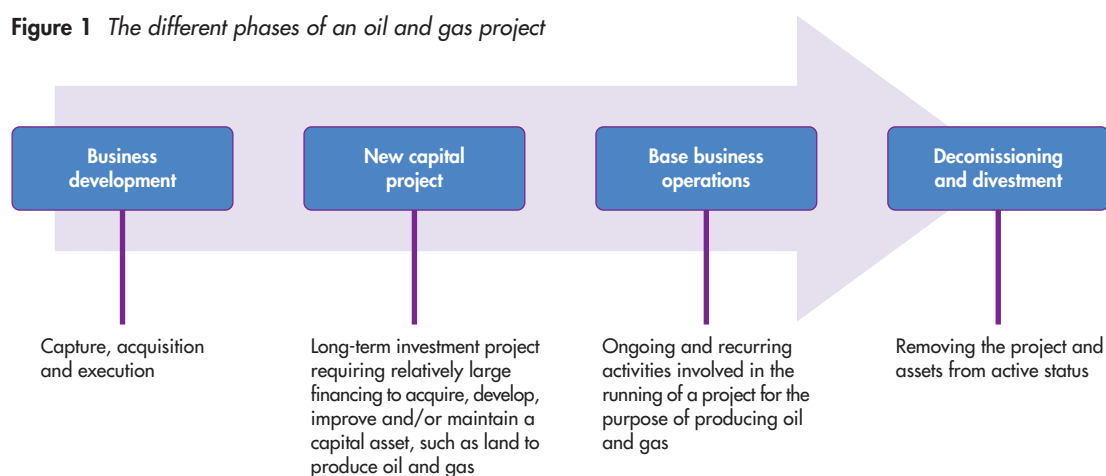 Figure 1 The different phases of an oil and gas project
Business
development
New capital
project
Base business
operations
Decomissioning
and divestment
Capture, acquisition
and execution
Long-term investment project
requiring relatively large
financing to acquire, develop,
improve and/or maintain a
capital asset, such as land to
produce oil and gas
Ongoing and recurring
activities involved in the
running of a project for the
purpose of producing oil
and gas
Removing the project and
assets from active status